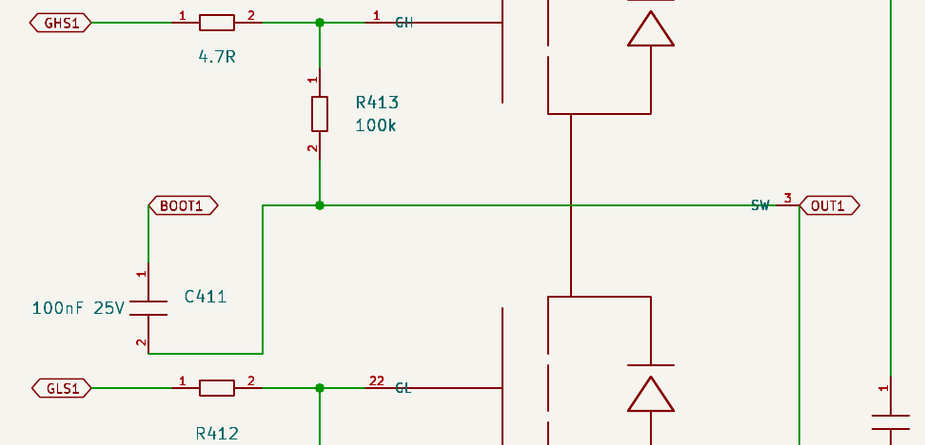 GHS1
1
2
1
GH
4.7R
1
R413
100k
2
BOOT1
SW
3
OUT1
1
C411
100nF 25V
2
GLS1
1
2
22
GL
1
R412